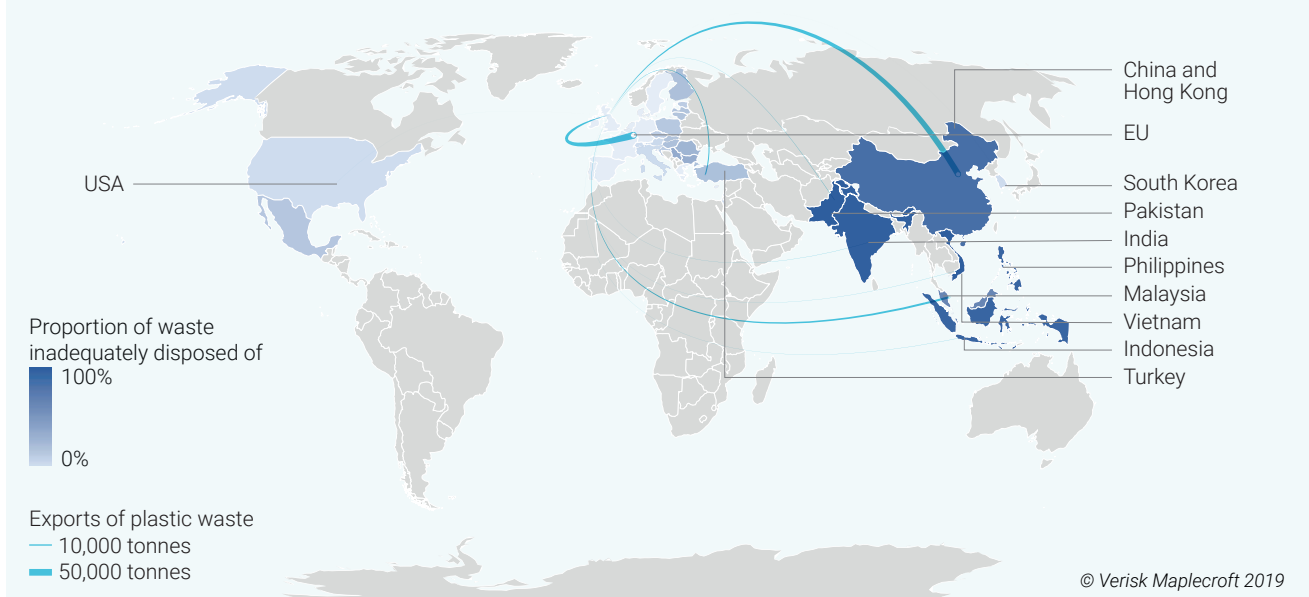 China and
Hong Kong
EU
USA
South Korea
Pakistan
India
Philippines
Malaysia
Vietnam
Indonesia
Turkey
Proportion of waste
inadequately disposed of
100%
0%
Exports of plastic waste
10,000 tonnes
50,000 tonnes
© Verisk Maplecroft 2019